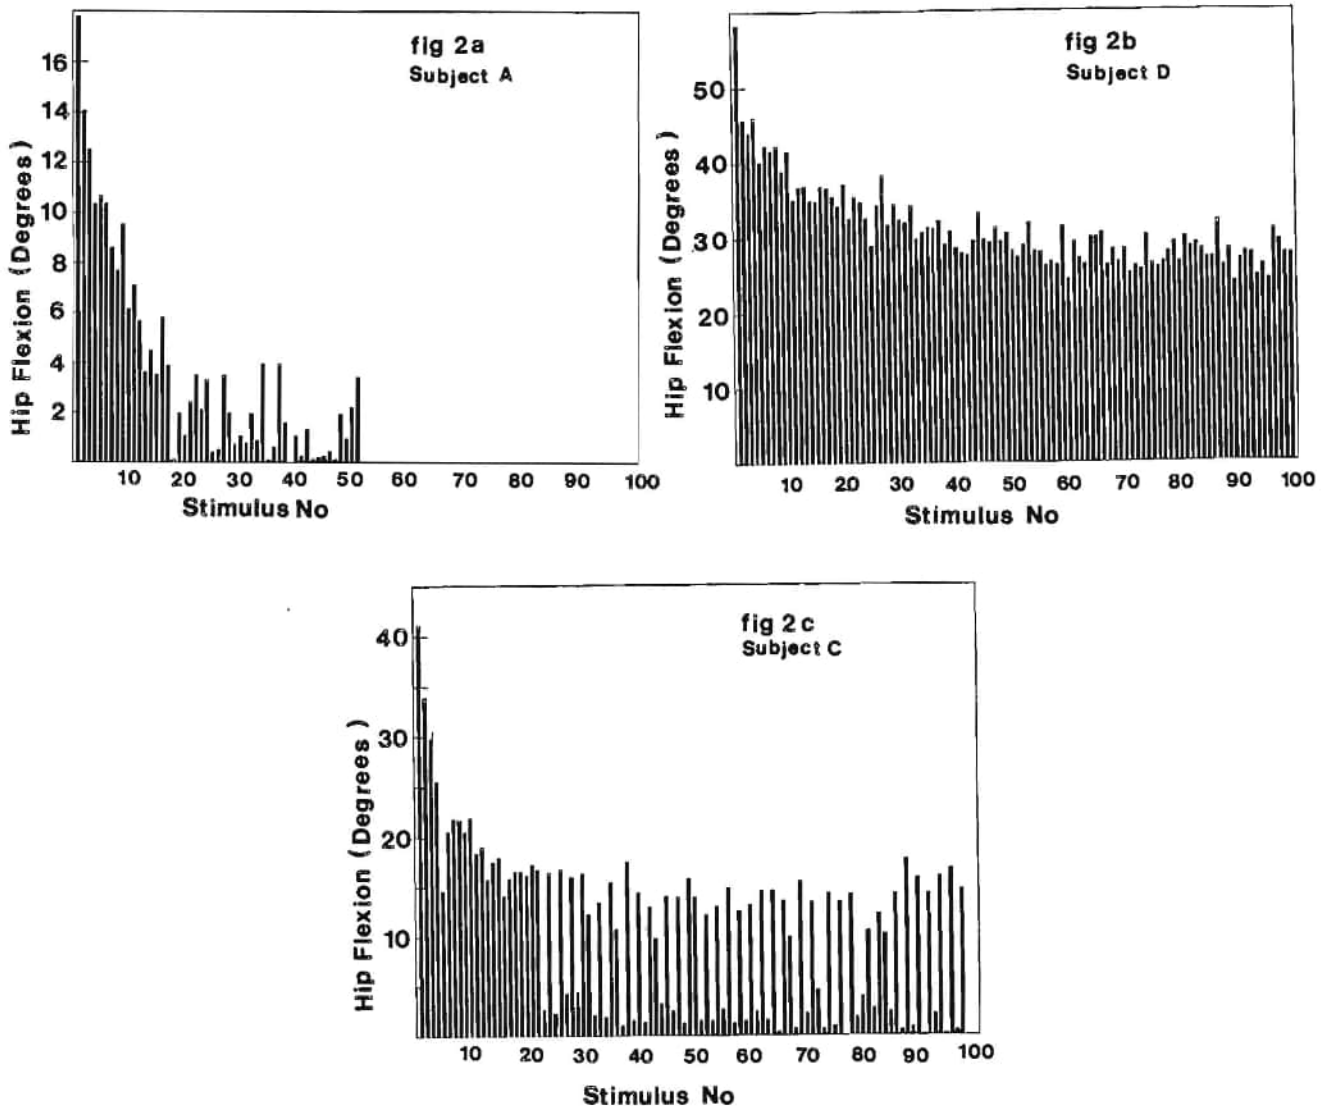 fig 2a
Subject A
Hip Flexion (Degrees)
16
14
12
10
8
6
4
2
10 20 30 40 50 60 70 80 90 100
Stimulus No
fig 2b
Subject D
Hip Flexion (Degrees)
50
40
30
20
10
10 20 30 40 50 60 70 80 90 100
Stimulus No
fig 2c
Subject C
Hip Flexion (Degrees)
40
30
20
10
10 20 30 40 50 60 70 80 90 100
Stimulus No